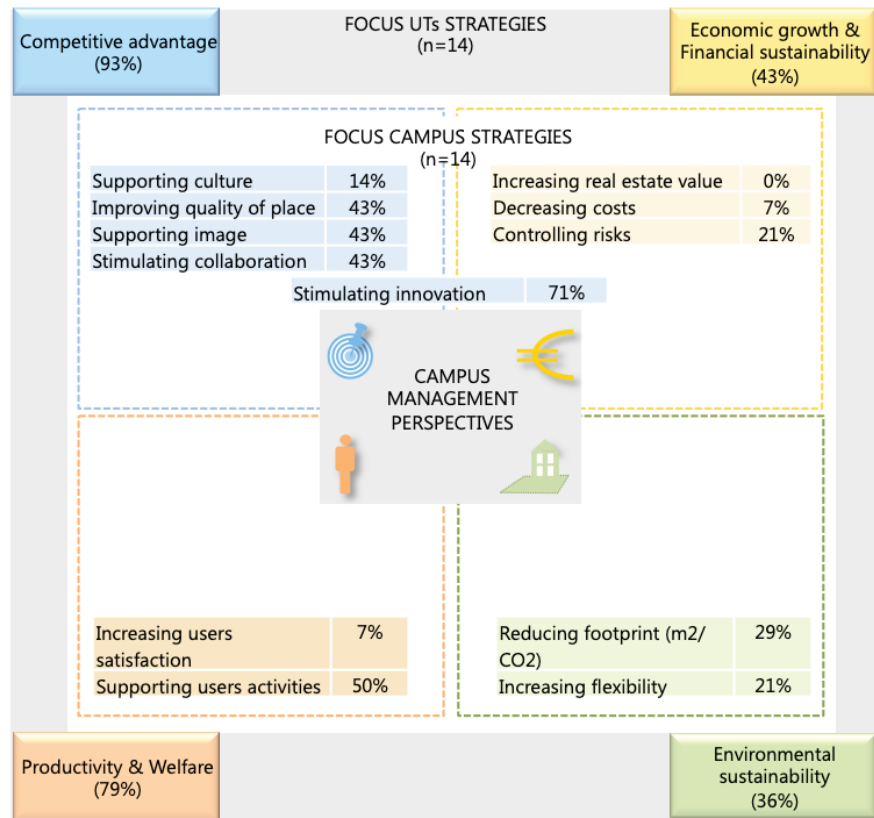 Competitive advantage
(93%)
FOCUS UTs STRATEGIES
(n=14)
Economic growth &
Financial sustainability
(43%)
FOCUS CAMPUS STRATEGIES
(n=14)
Supporting culture 14%
Improving quality of place 43%
Supporting image 43%
Stimulating collaboration 43%
Increasing real estate value 0%
Decreasing costs 7%
Controlling risks 21%
Stimulating innovation 71%
CAMPUS
MANAGEMENT
PERSPECTIVES
Increasing users 7%
satisfaction
Supporting users activities 50%
Reducing footprint (m2/ 29%
CO2)
Increasing flexibility 21%
Productivity & Welfare
(79%)
Environmental
sustainability
(36%)